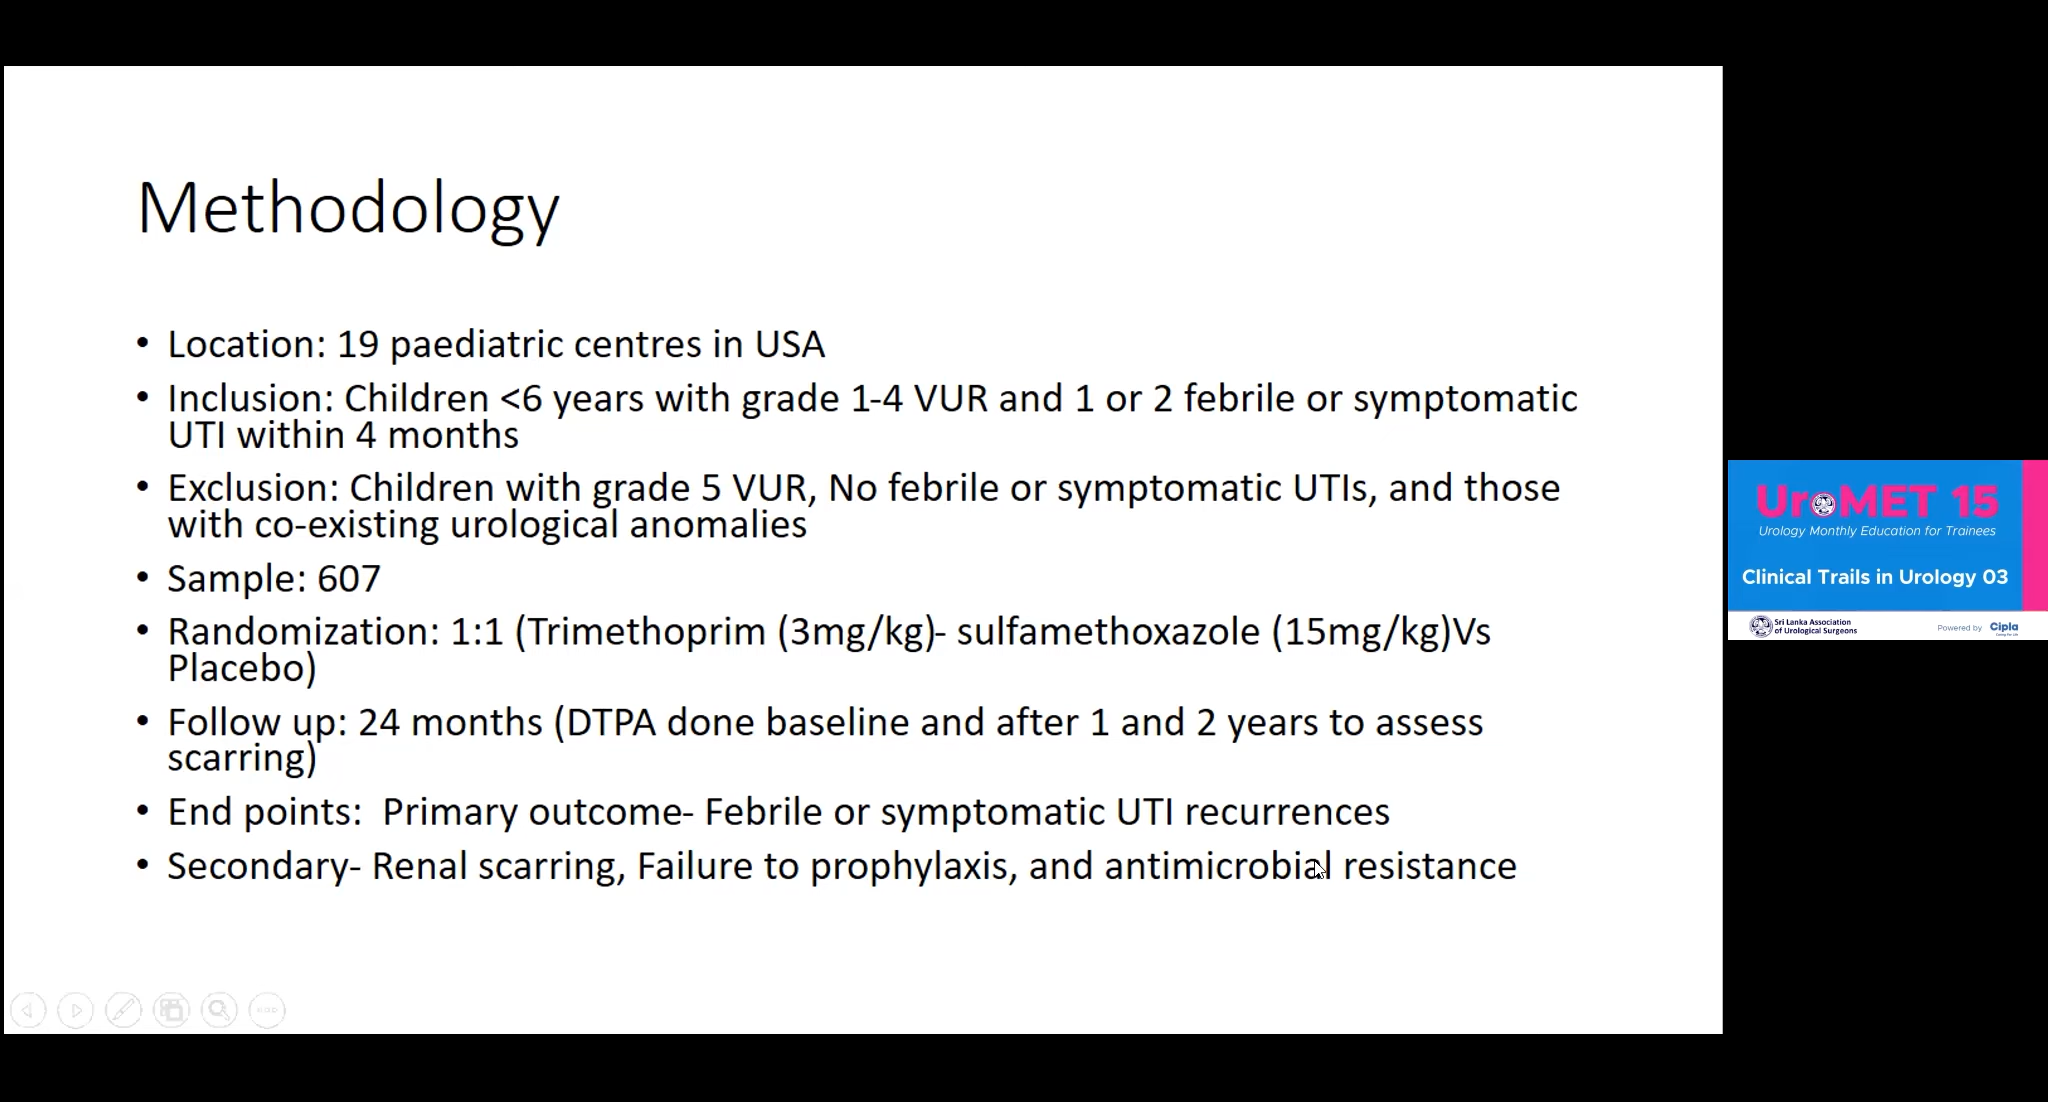 Methodology
• Location: 19 paediatric centres in USA
• Inclusion: Children <6 years with grade 1-4 VUR and 1 or 2 febrile or symptomatic
UTI within 4 months
• Exclusion: Children with grade 5 VUR, No febrile or symptomatic UTIs, and those
with co-existing urological anomalies
• Sample: 607
• Randomization: 1:1 (Trimethoprim (3mg/kg)- sulfamethoxazole (15mg/kg)Vs
Placebo)
• Follow up: 24 months (DTPA done baseline and after 1 and 2 years to assess
scarring)
• End points:  Primary outcome- Febrile or symptomatic UTI recurrences
• Secondary- Renal scarring, Failure to prophylaxis, and antimicrobial resistance
UroMET 15
Urology Monthly Education for Trainees
Clinical Trails in Urology 03
Sri Lanka Association
of Urological Surgeons
Powered by Cipla